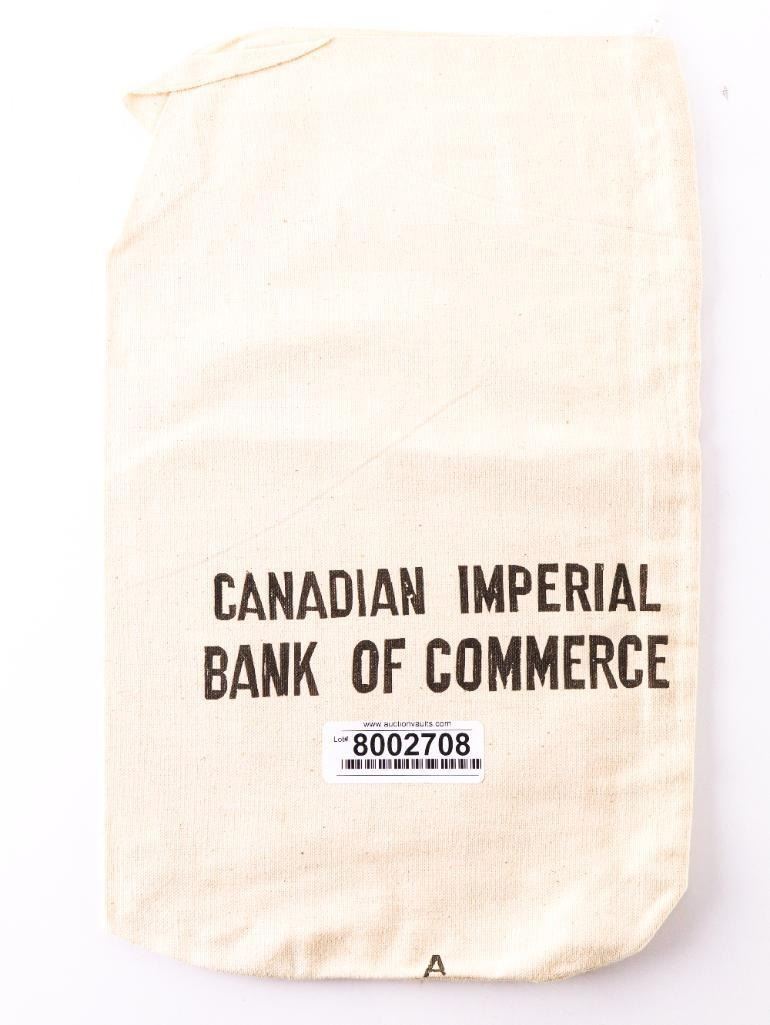 CANADIAN IMPERIAL
BANK OF COMMERCE
www.auctionvaults.com
Lot# 8002708
A